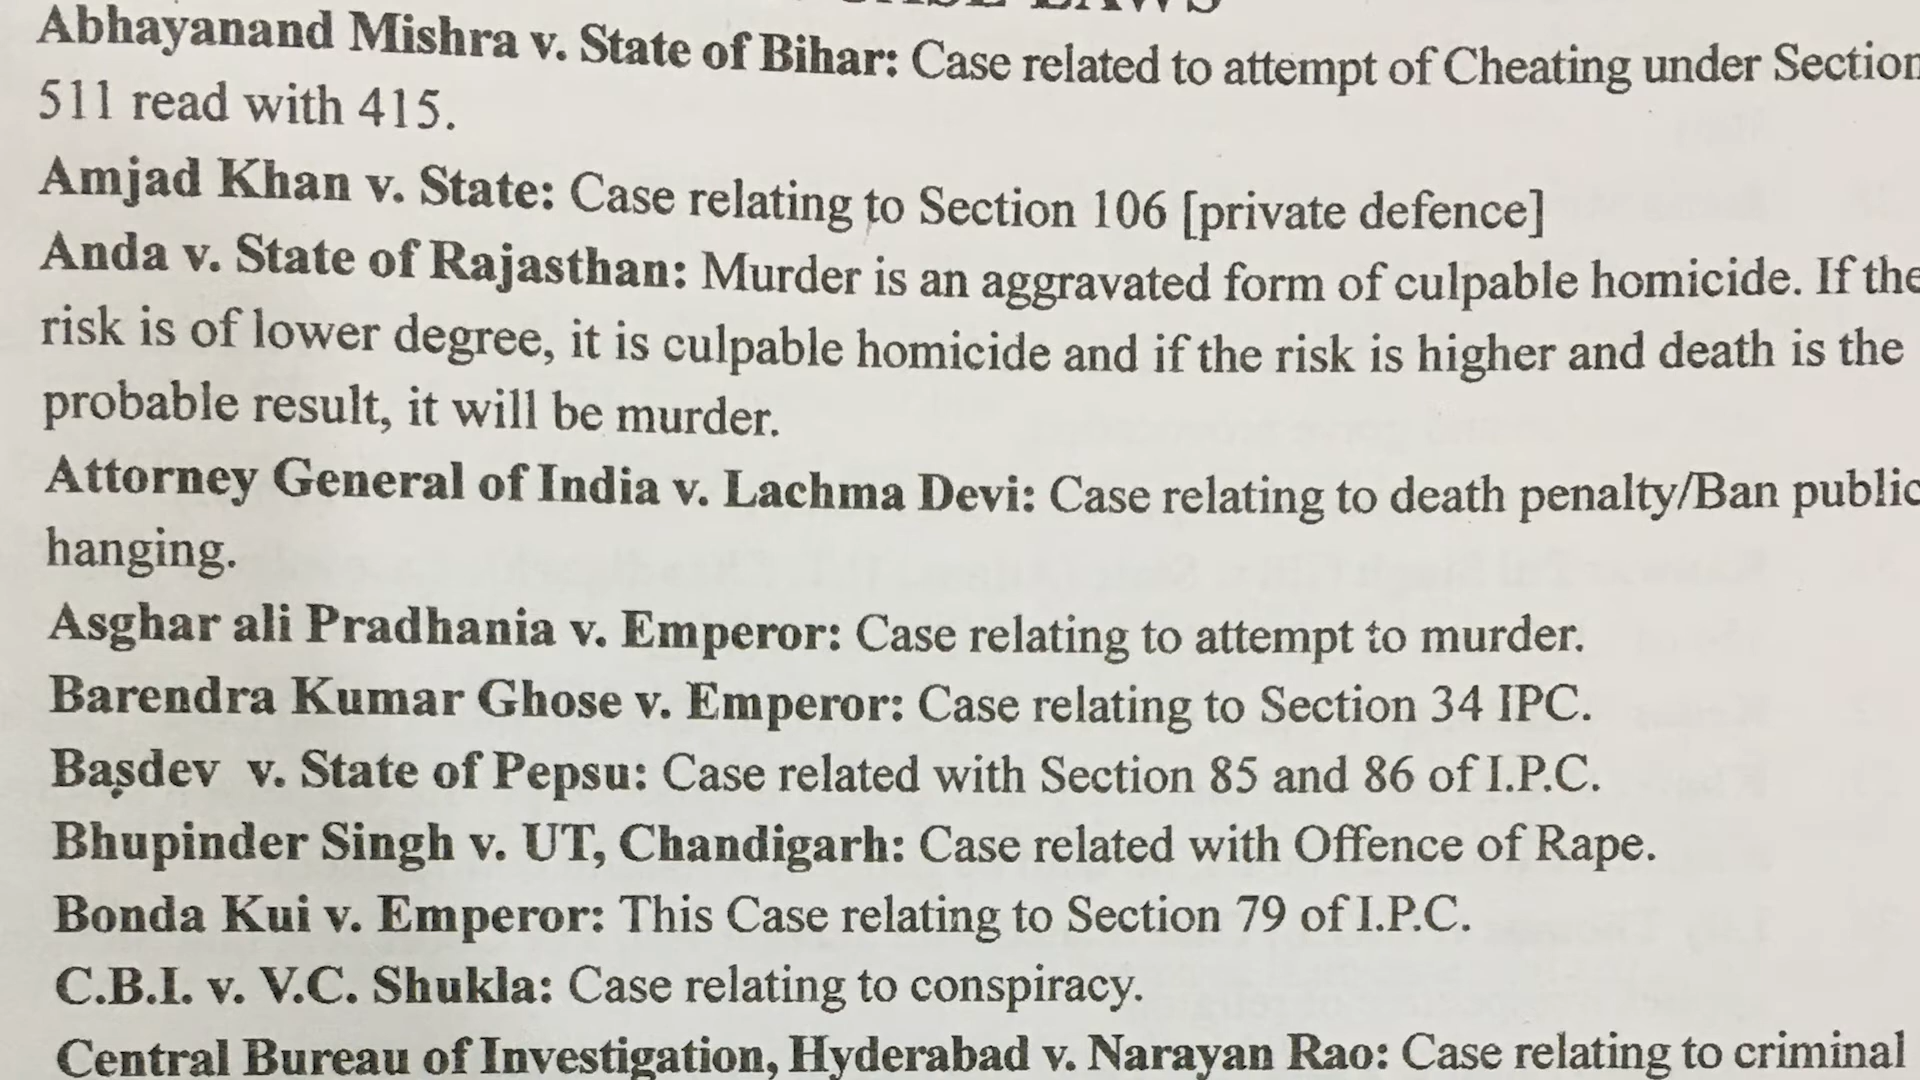 CASE LAWS
Abhayanand Mishra v. State of Bihar: Case related to attempt of Cheating under Section
511 read with 415.
Amjad Khan v. State: Case relating to Section 106 [private defence]
Anda v. State of Rajasthan: Murder is an aggravated form of culpable homicide. If the
risk is of lower degree, it is culpable homicide and if the risk is higher and death is the
probable result, it will be murder.
Attorney General of India v. Lachma Devi: Case relating to death penalty/Ban public
hanging.
Asghar ali Pradhania v. Emperor: Case relating to attempt to murder.
Barendra Kumar Ghose v. Emperor: Case relating to Section 34 IPC.
Basdev v. State of Pepsu: Case related with Section 85 and 86 of I.P.C.
Bhupinder Singh v. UT, Chandigarh: Case related with Offence of Rape.
Bonda Kui v. Emperor: This Case relating to Section 79 of I.P.C.
C.B.I. v. V.C. Shukla: Case relating to conspiracy.
Central Bureau of Investigation, Hyderabad v. Narayan Rao: Case relating to criminal